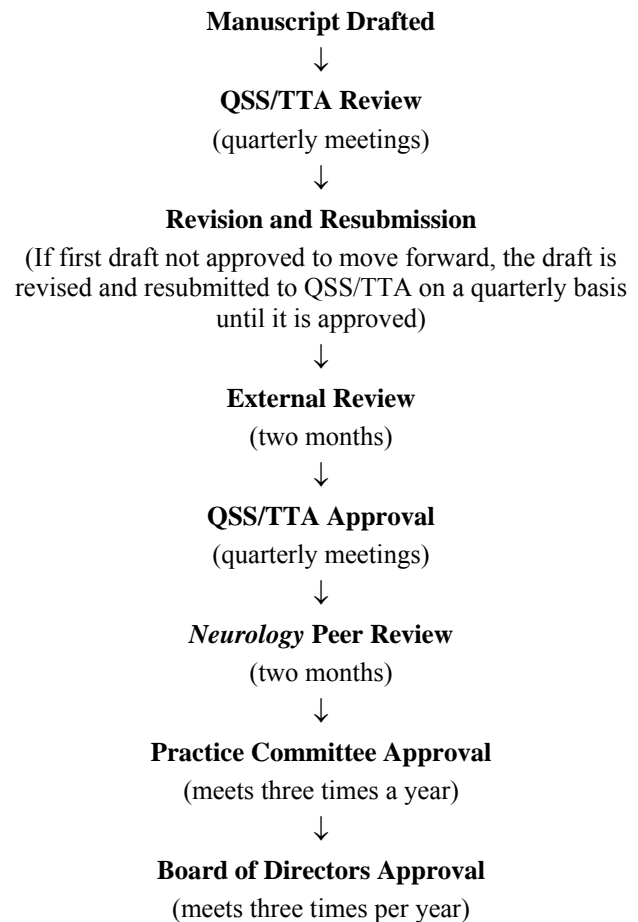 Manuscript Drafted
↓
QSS/TTA Review
(quarterly meetings)
↓
Revision and Resubmission
(If first draft not approved to move forward, the draft is
revised and resubmitted to QSS/TTA on a quarterly basis
until it is approved)
↓
External Review
(two months)
↓
QSS/TTA Approval
(quarterly meetings)
↓
Neurology Peer Review
(two months)
↓
Practice Committee Approval
(meets three times a year)
↓
Board of Directors Approval
(meets three times per year)